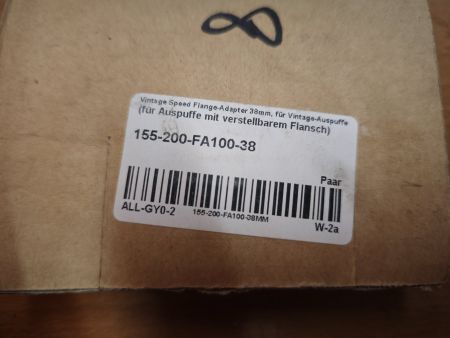 8
Vintage Speed Flange-Adapter 38mm, für Vintage-Auspuffe
(für Auspuffe mit verstellbarem Flansch)
155-200-FA100-38
Paar
ALL-GY0-2 155-200-FA100-38MM W-2a